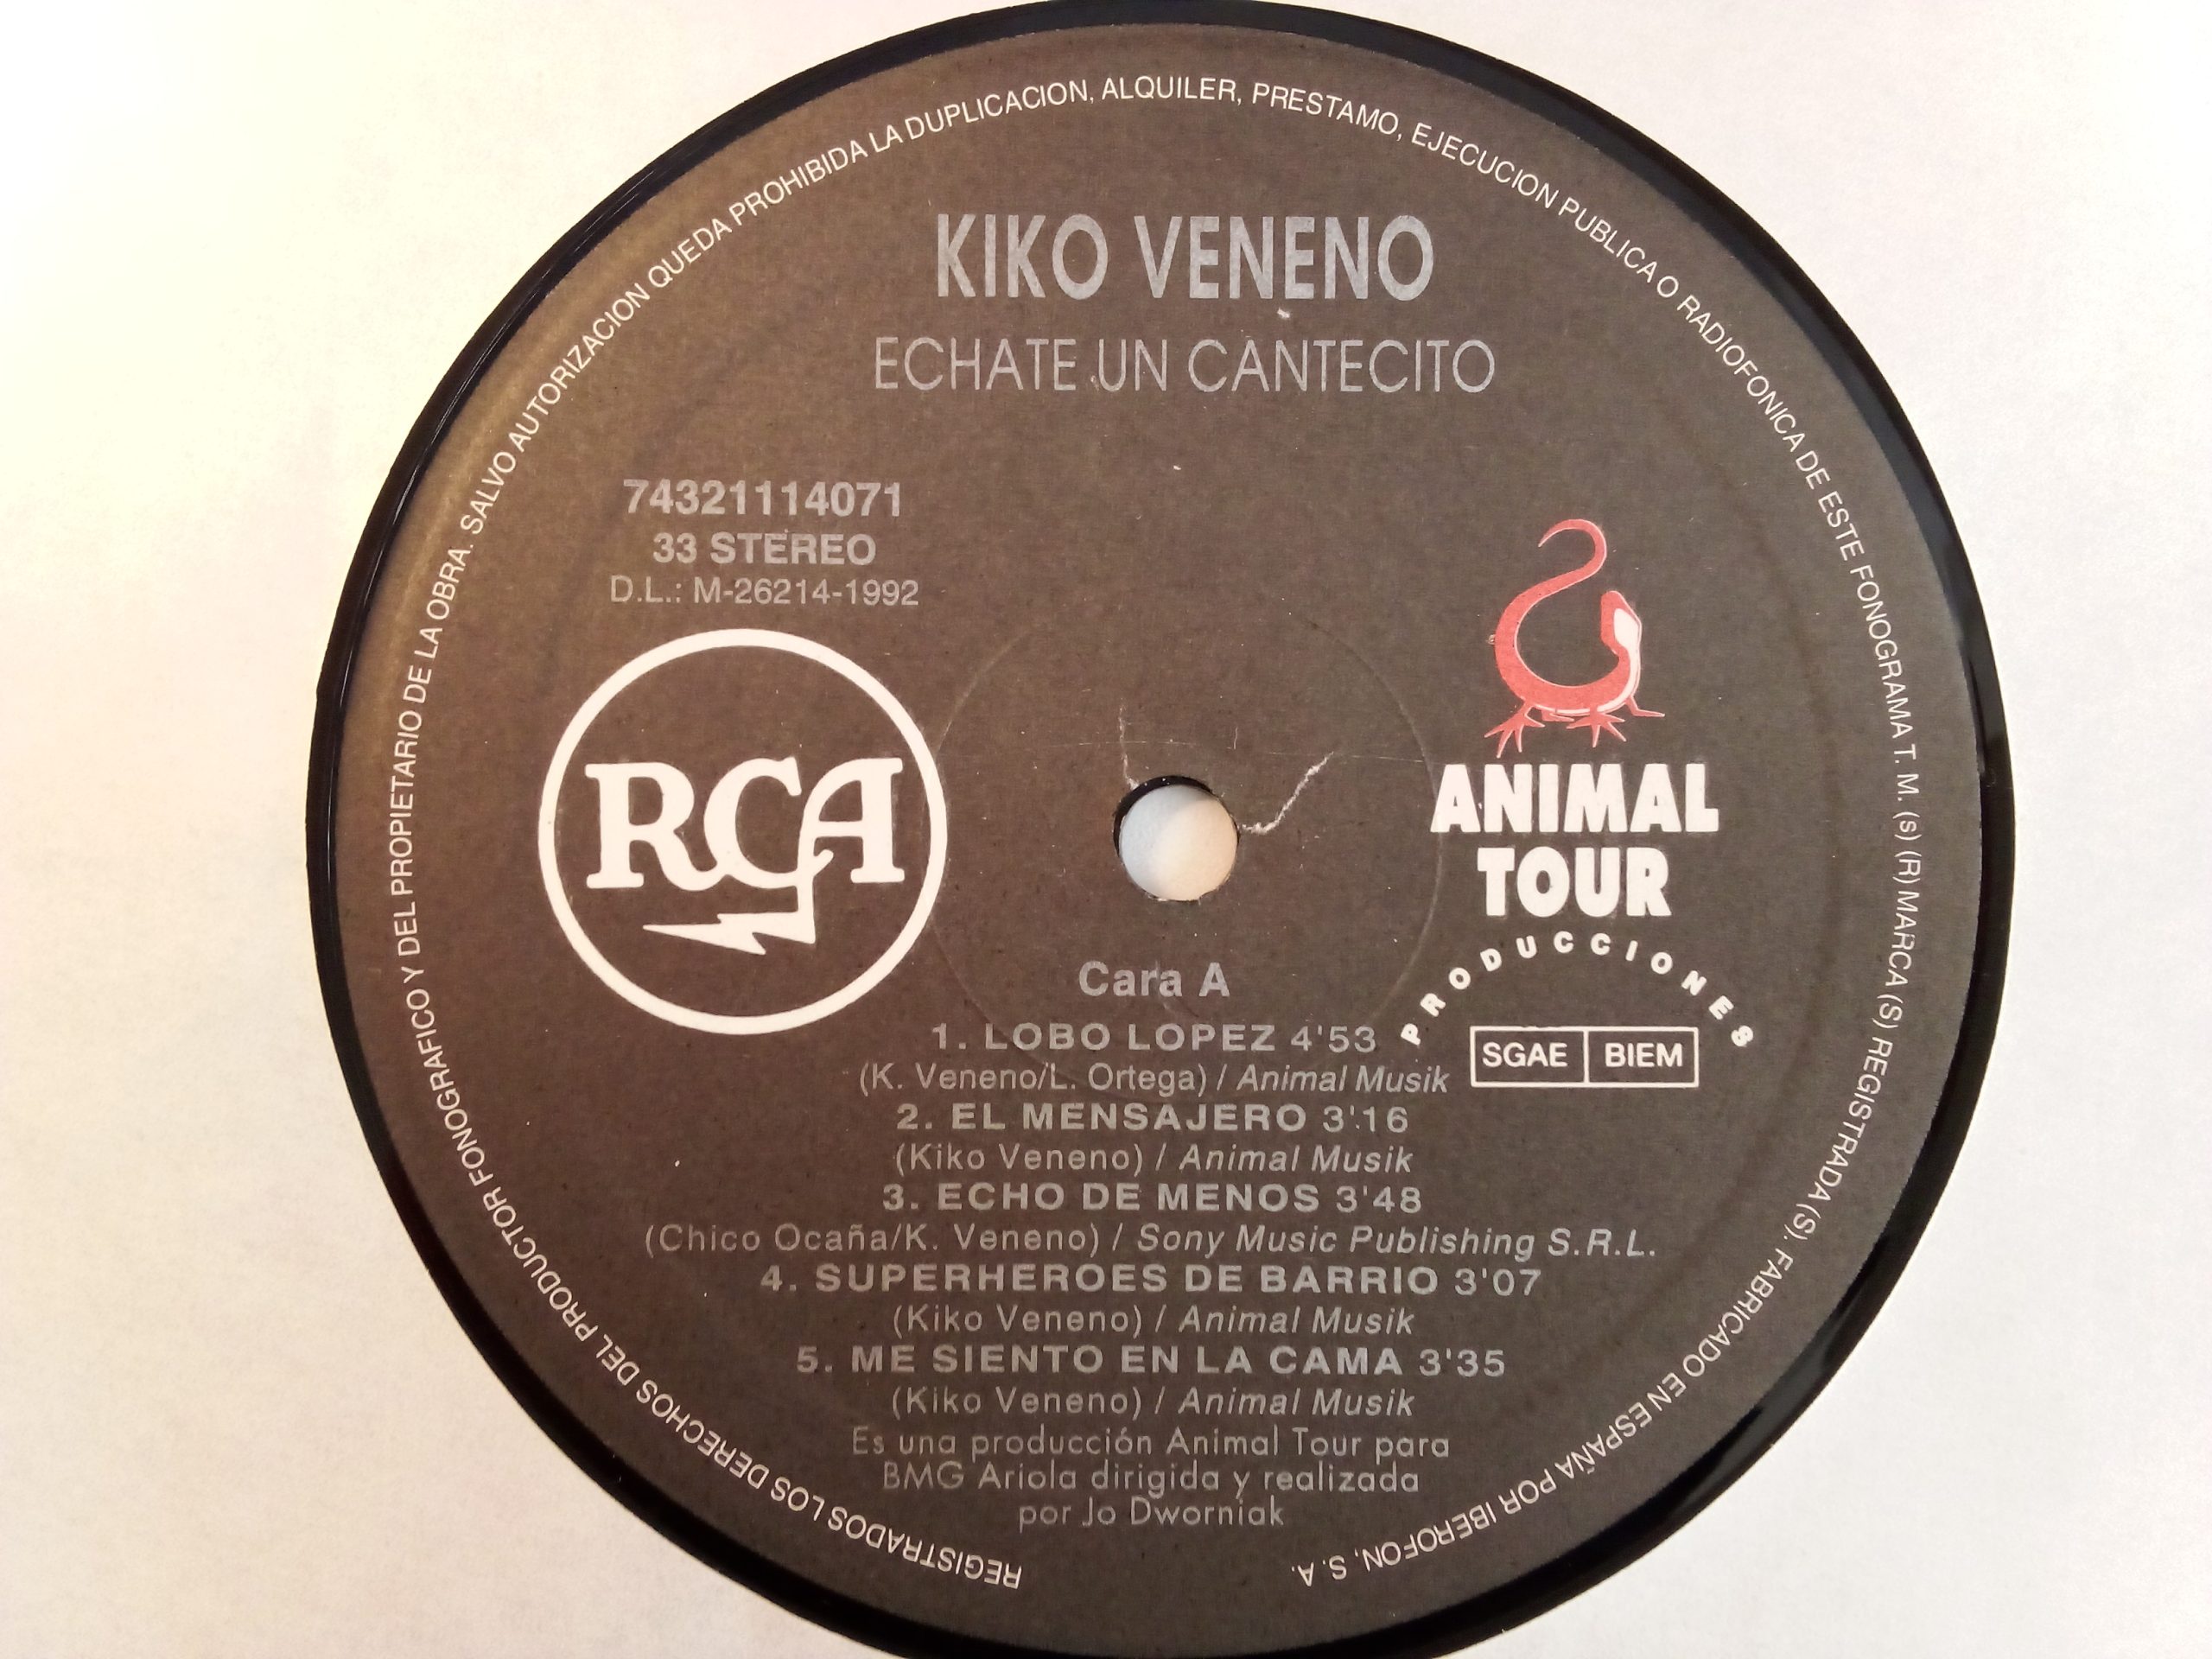 REGISTRADOS LOS DERECHOS DEL PRODUCTOR FONOGRAFICO Y DEL PROPIETARIO DE LA OBRA. SALVO AUTORIZACION QUEDA PROHIBIDA LA DUPLICACION, ALQUILER, PRESTAMO, EJECUCION PUBLICA O RADIOFONICA DE ESTE FONOGRAMA T. M. (s) (R) MARCA (S) REGISTRADA (S). FABRICADO EN ESPAÑA POR IBEROFON, S. A.
KIKO VENENO
ECHATE UN CANTECITO
74321114071
33 STEREO
D.L.: M-26214-1992
RCA
ANIMAL
TOUR
PRODUCCIONES
SGAE BIEM
Cara A
1. LOBO LOPEZ 4'53
(K. Veneno/L. Ortega) / Animal Musik
2. EL MENSAJERO 3'16
(Kiko Veneno) / Animal Musik
3. ECHO DE MENOS 3'48
(Chico Ocaña/K. Veneno) / Sony Music Publishing S.R.L.
4. SUPERHEROES DE BARRIO 3'07
(Kiko Veneno) / Animal Musik
5. ME SIENTO EN LA CAMA 3'35
(Kiko Veneno) / Animal Musik
Es una producción Animal Tour para
BMG Ariola dirigida y realizada
por Jo Dworniak